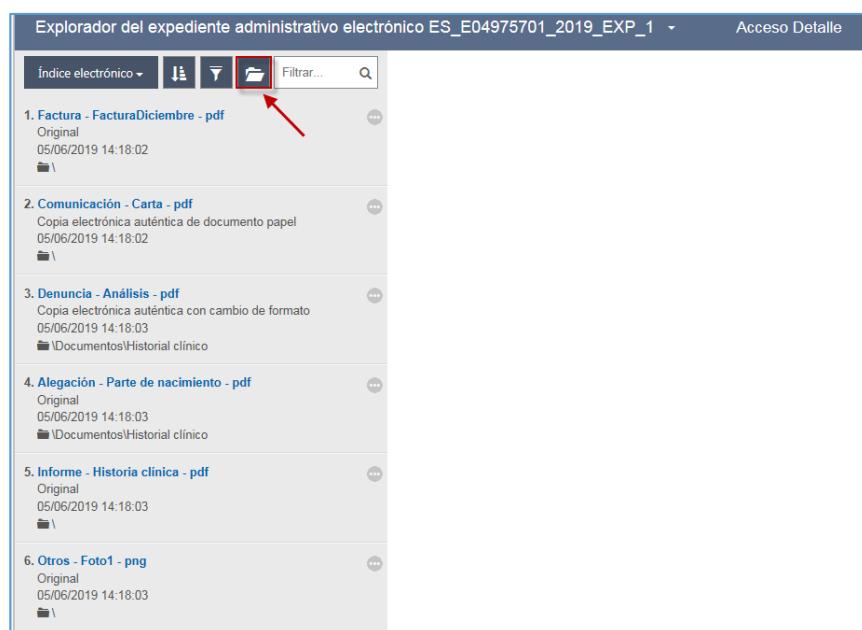 Explorador del expediente administrativo electrónico ES_E04975701_2019_EXP_1 Acceso Detalle
Índice electrónico Filtrar...
1. Factura - FacturaDiciembre - pdf
Original
05/06/2019 14:18:02
\
2. Comunicación - Carta - pdf
Copia electrónica auténtica de documento papel
05/06/2019 14:18:02
\
3. Denuncia - Análisis - pdf
Copia electrónica auténtica con cambio de formato
05/06/2019 14:18:03
\Documentos\Historial clínico
4. Alegación - Parte de nacimiento - pdf
Original
05/06/2019 14:18:03
\Documentos\Historial clínico
5. Informe - Historia clínica - pdf
Original
05/06/2019 14:18:03
\
6. Otros - Foto1 - png
Original
05/06/2019 14:18:03
\